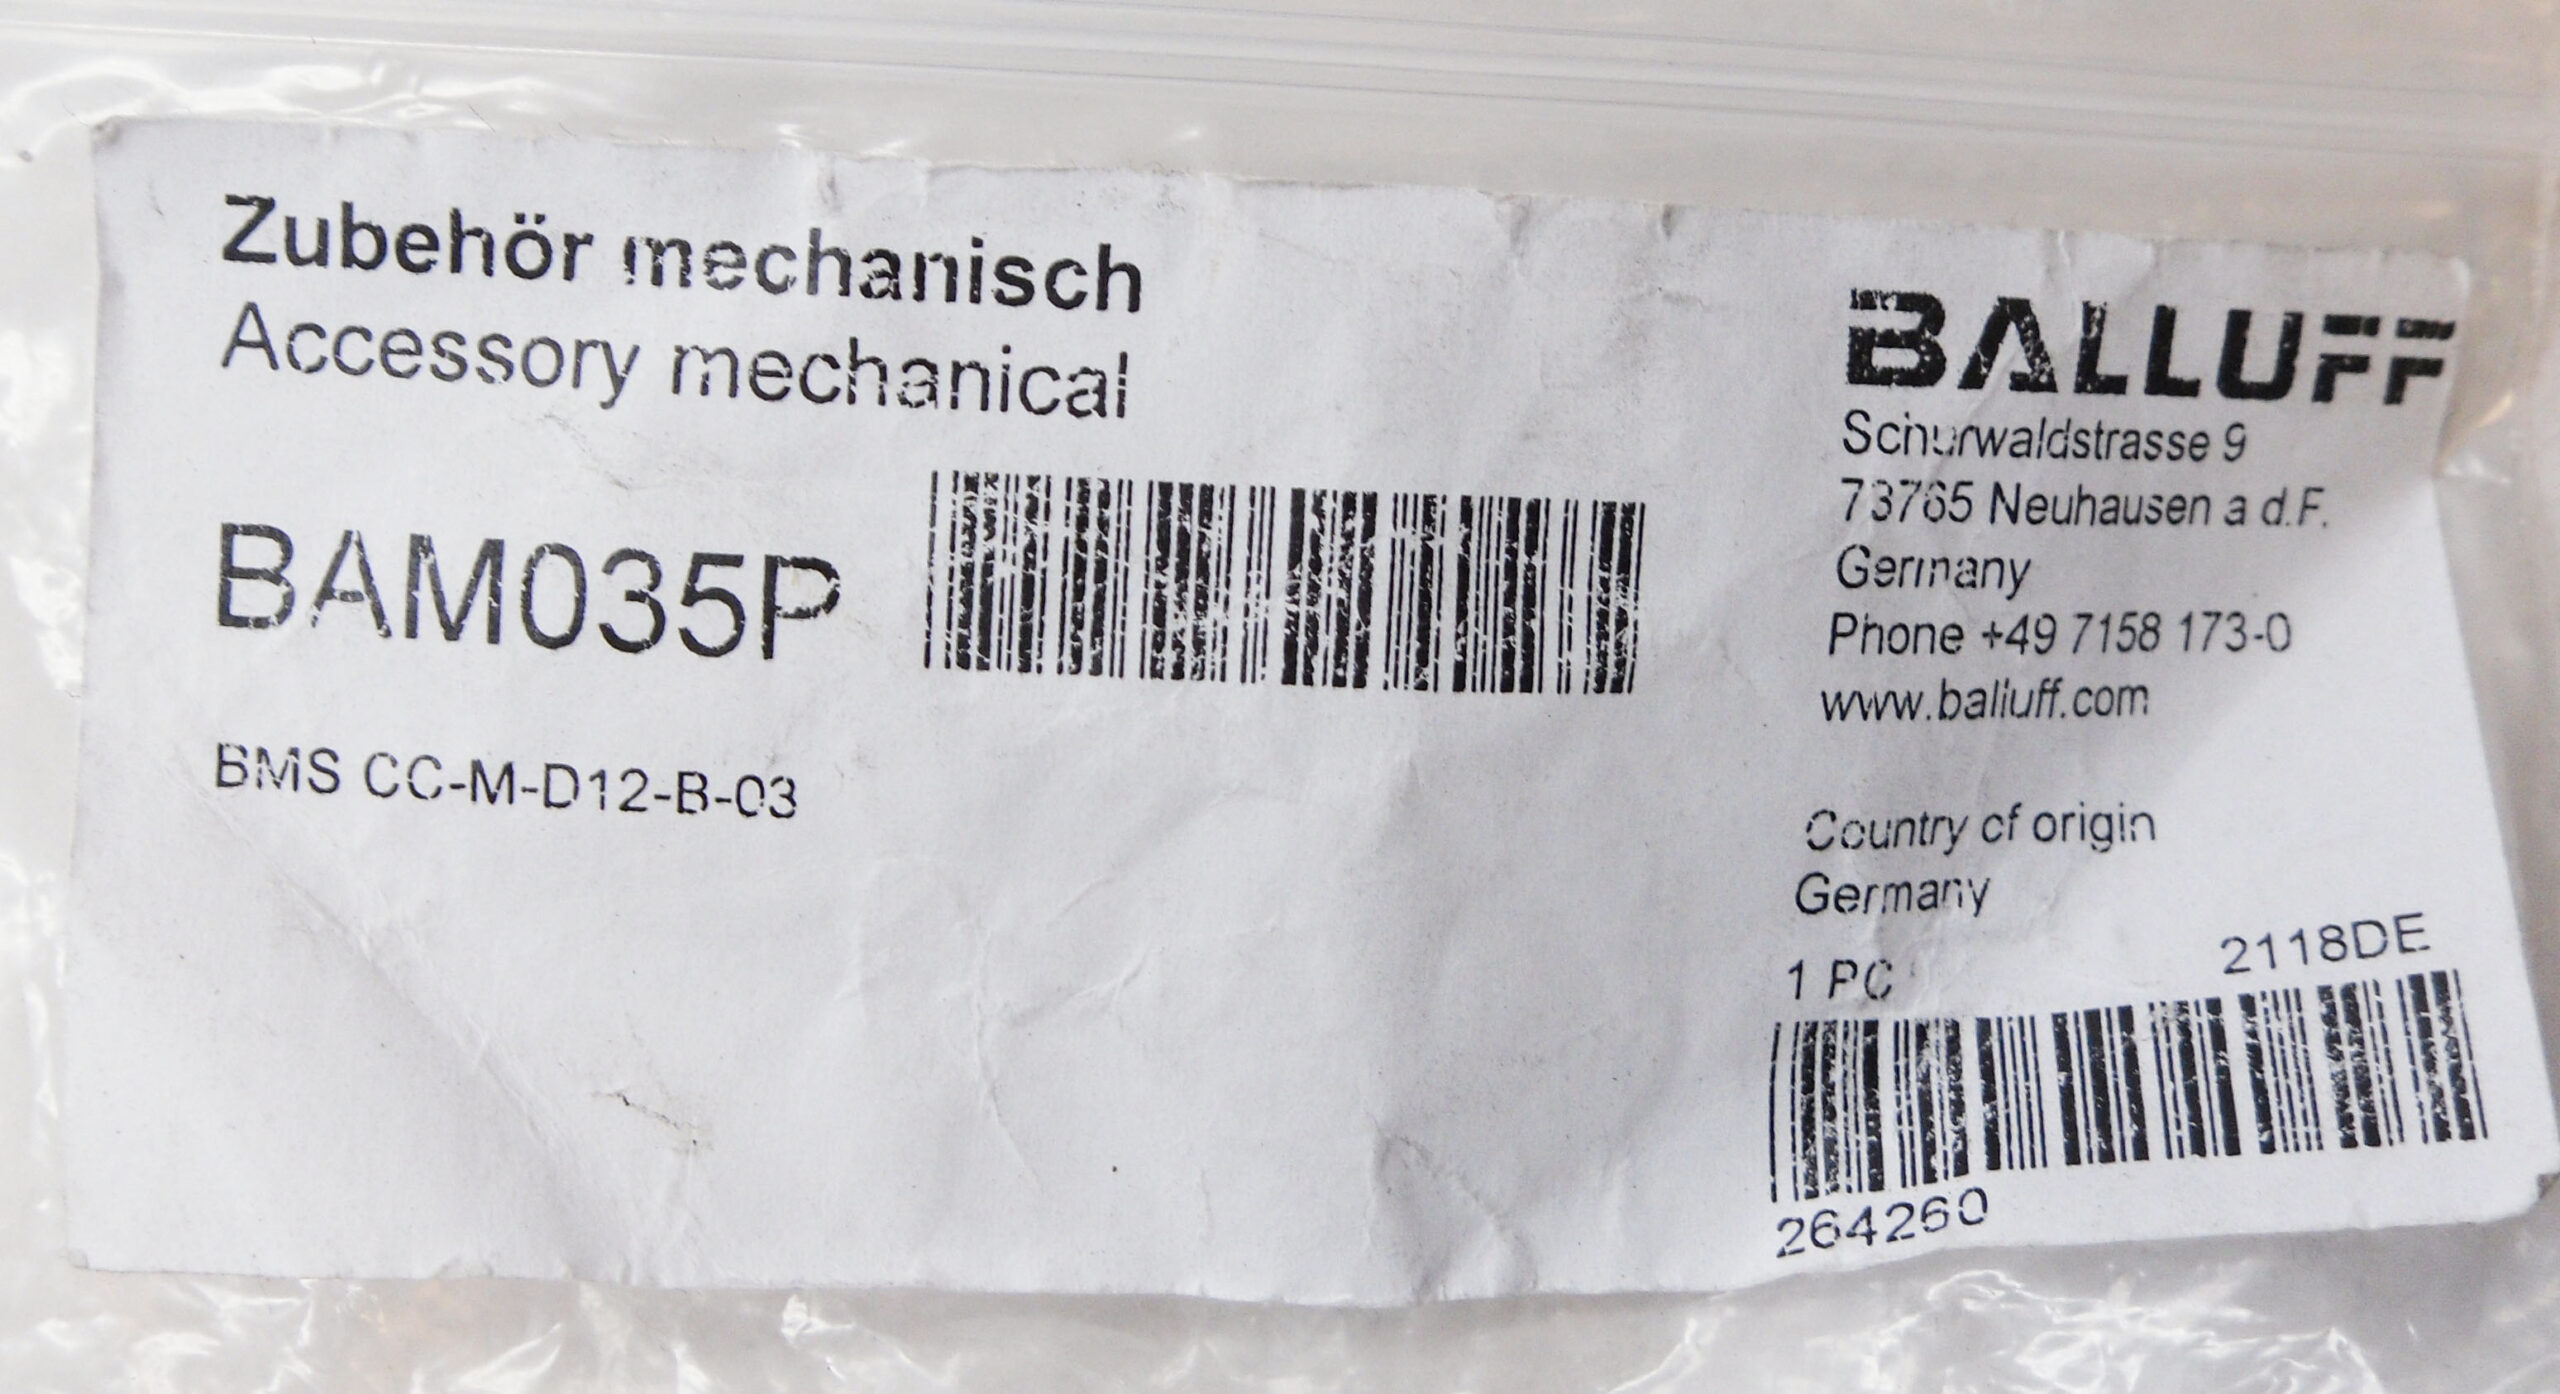 Zubehör mechanisch
Accessory mechanical
BAM035P
BMS CC-M-D12-B-03
BALLUFF
Schurwaldstrasse 9
73765 Neuhausen a.d.F.
Germany
Phone +49 7158 173-0
www.balluff.com
Country of origin
Germany
1 PC
2118DE
264260